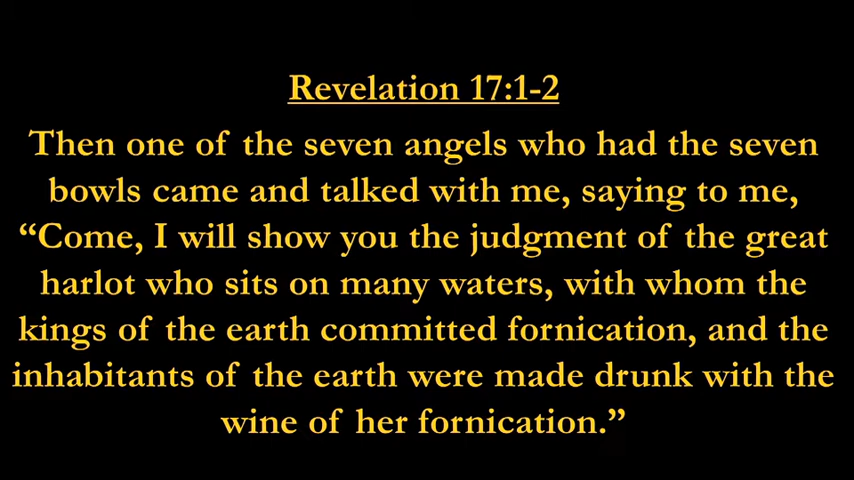 Revelation 17:1-2
Then one of the seven angels who had the seven
bowls came and talked with me, saying to me,
“Come, I will show you the judgment of the great
harlot who sits on many waters, with whom the
kings of the earth committed fornication, and the
inhabitants of the earth were made drunk with the
wine of her fornication.”